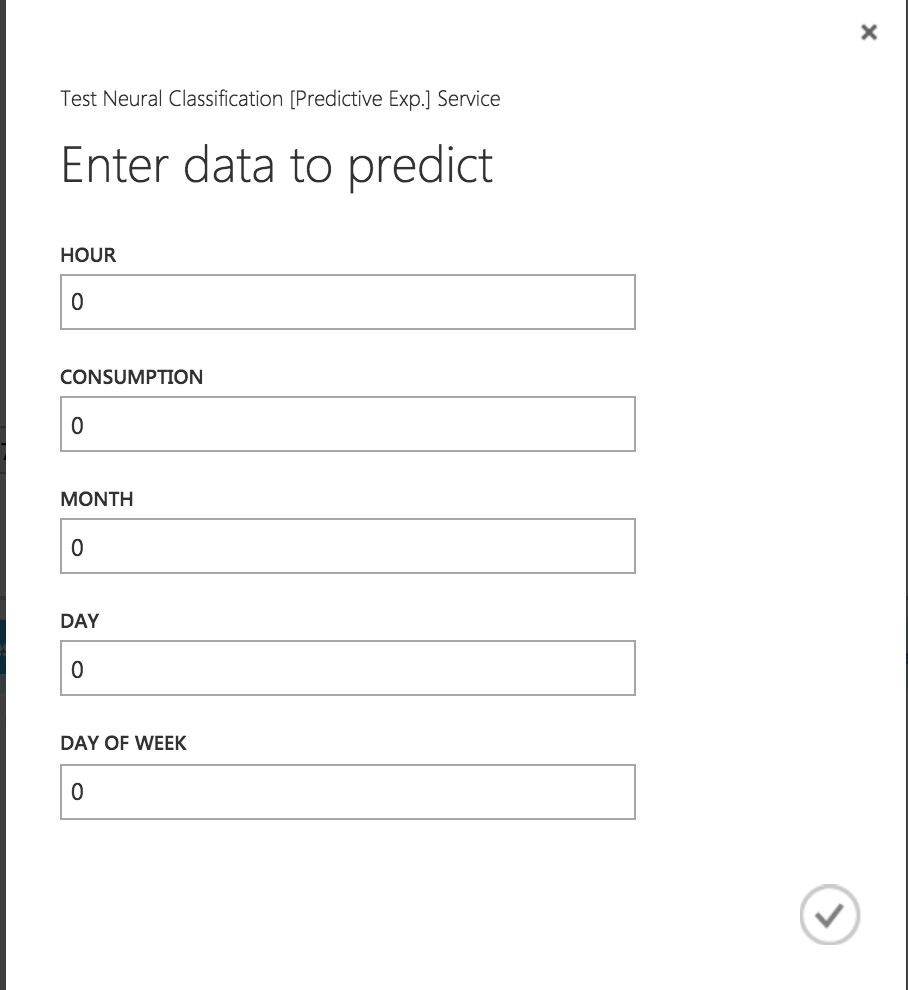 Test Neural Classification [Predictive Exp.] Service
Enter data to predict
HOUR
0
CONSUMPTION
0
MONTH
0
DAY
0
DAY OF WEEK
0